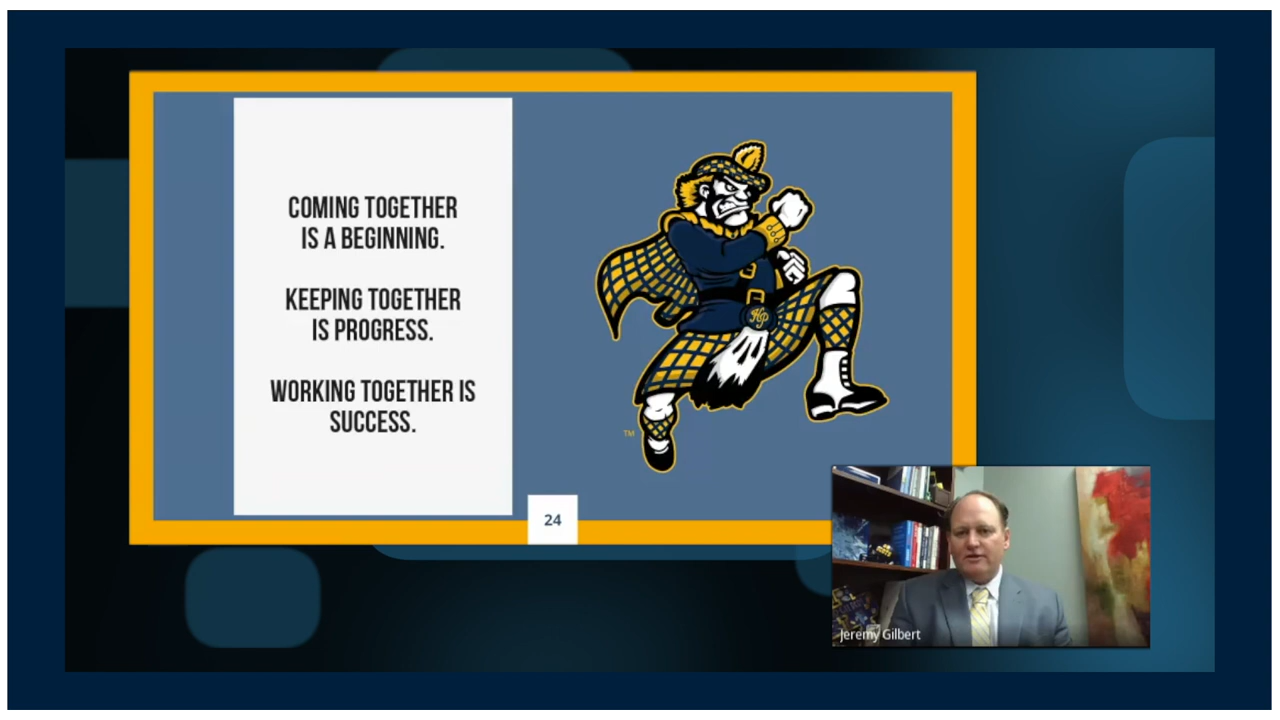 COMING TOGETHER
IS A BEGINNING.
KEEPING TOGETHER
IS PROGRESS.
WORKING TOGETHER IS
SUCCESS.
HP
TM
24
Jeremy Gilbert